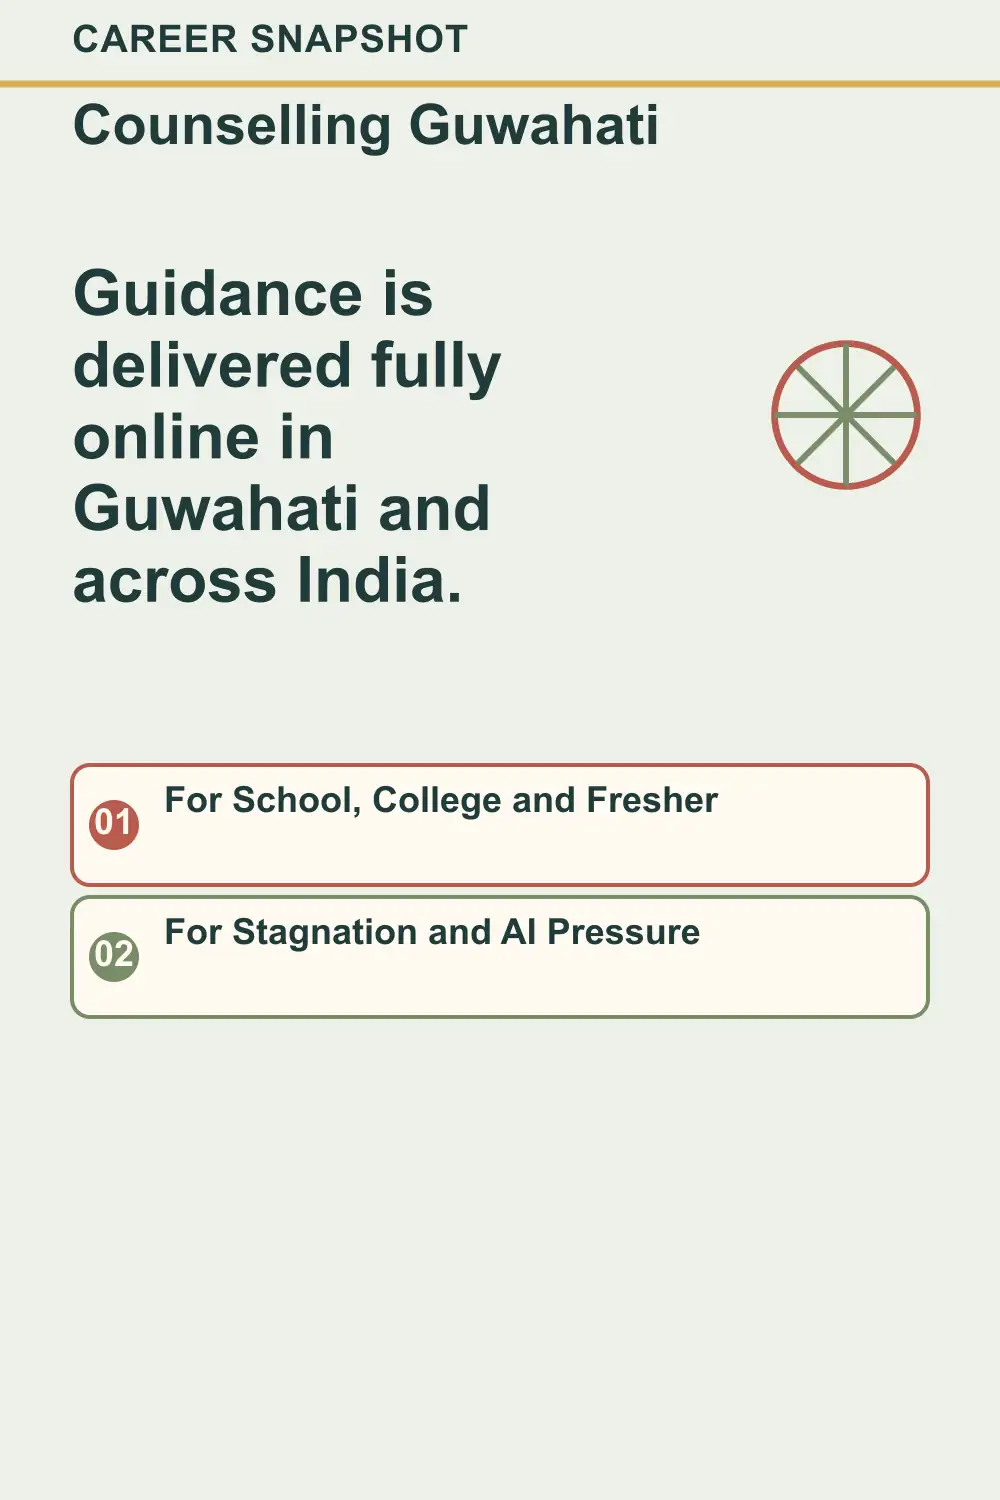 CAREER SNAPSHOT
Counselling Guwahati
Guidance is
delivered fully
online in
Guwahati and
across India.
01
For School, College and Fresher
02
For Stagnation and AI Pressure